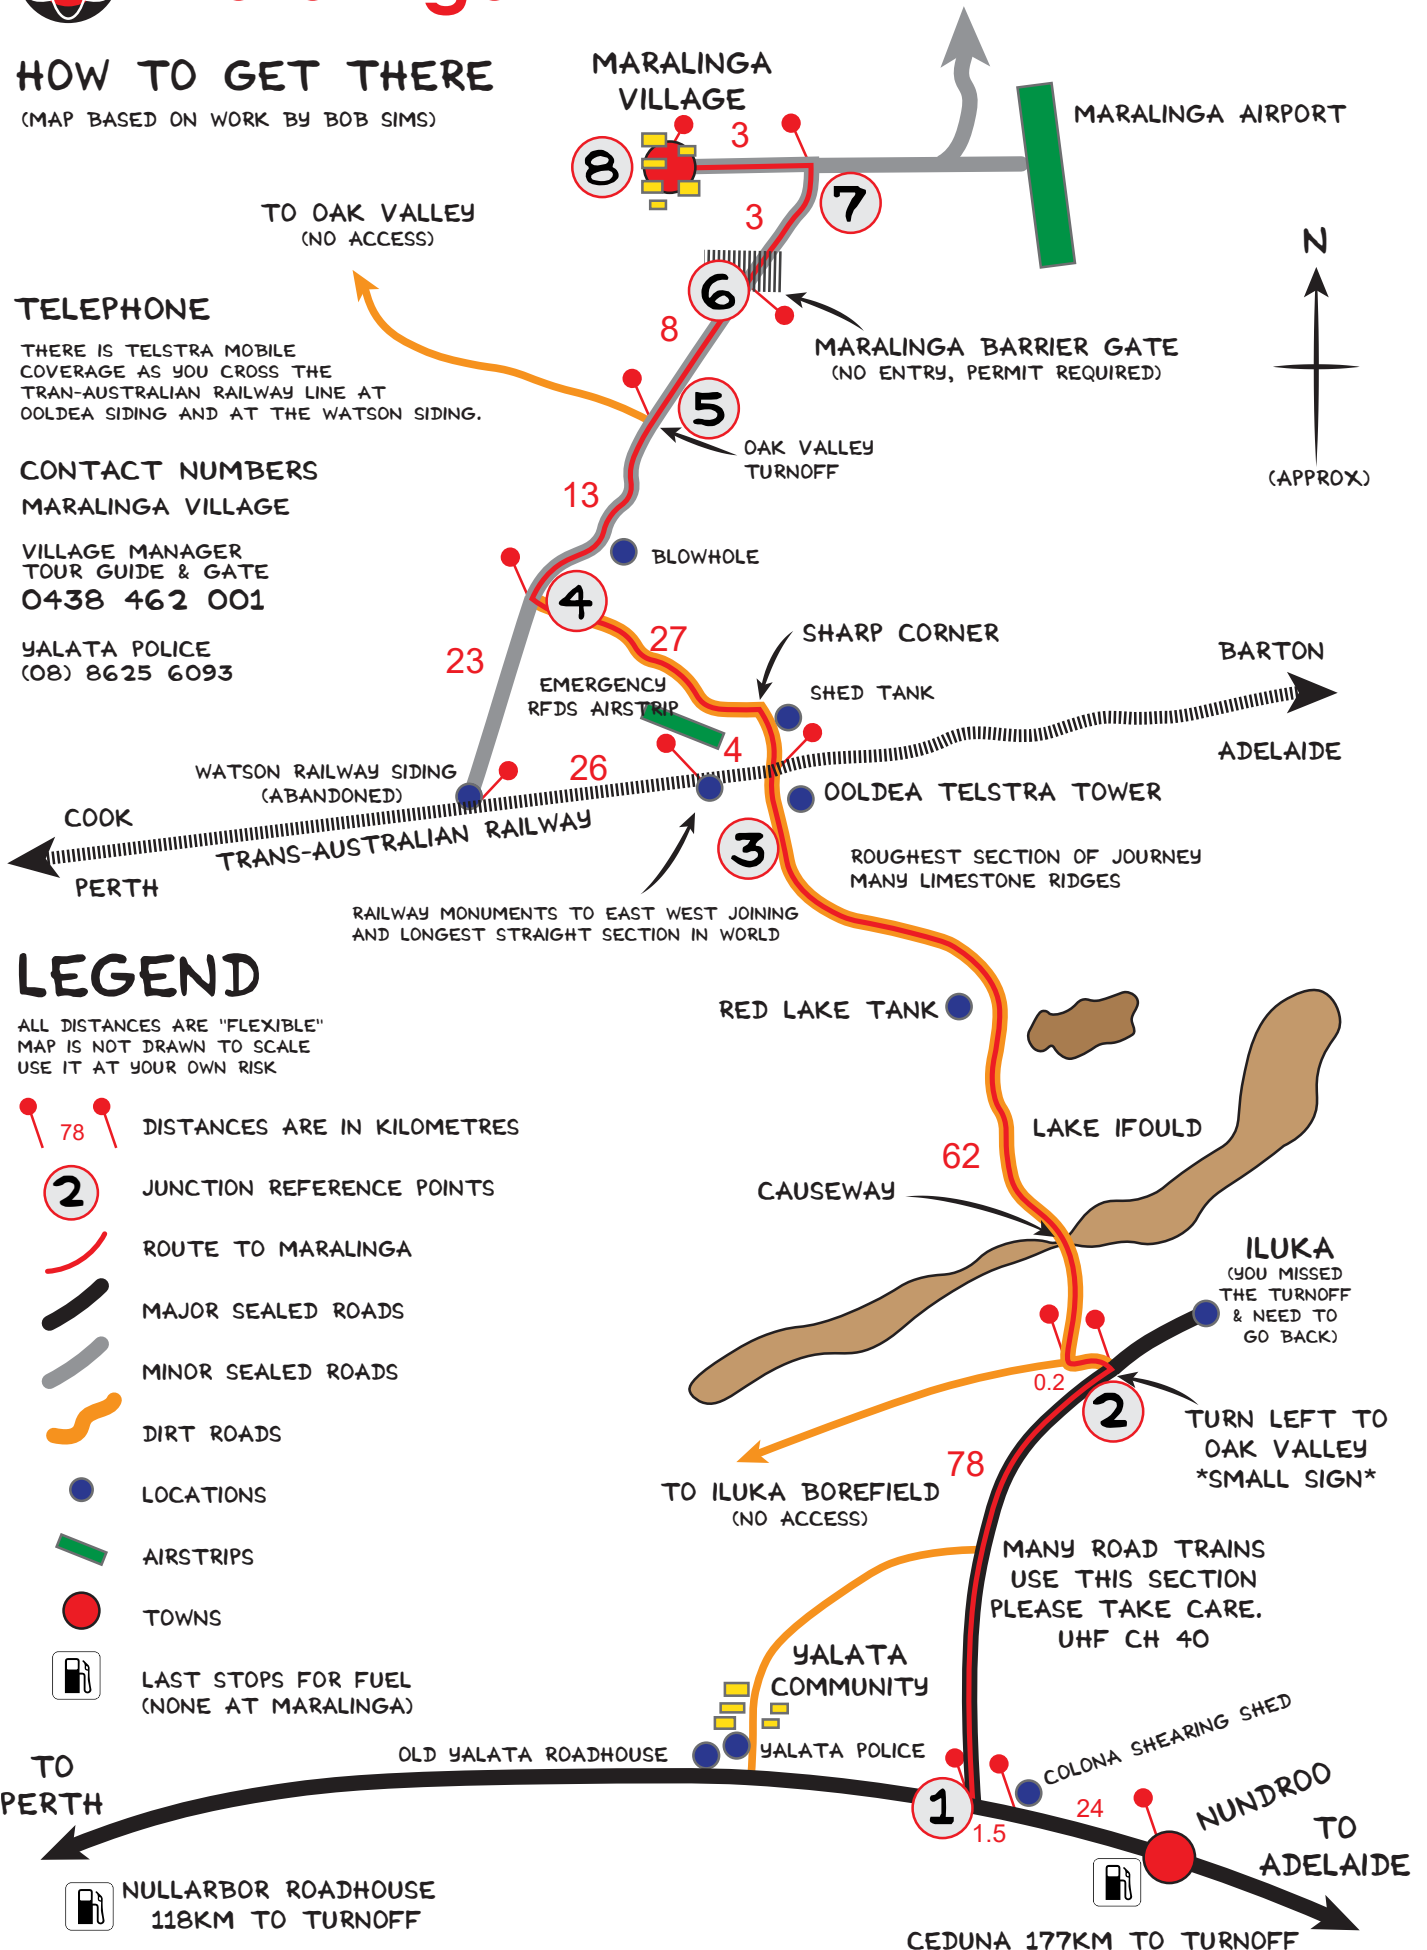 HOW TO GET THERE
(MAP BASED ON WORK BY BOB SIMS)
MARALINGA
VILLAGE
MARALINGA AIRPORT
3
8
7
3
TO OAK VALLEY
(NO ACCESS)
N
(APPROX)
6
8
MARALINGA BARRIER GATE
(NO ENTRY, PERMIT REQUIRED)
TELEPHONE
THERE IS TELSTRA MOBILE
COVERAGE AS YOU CROSS THE
TRAN-AUSTRALIAN RAILWAY LINE AT
OOLDEA SIDING AND AT THE WATSON SIDING.
5
OAK VALLEY
TURNOFF
CONTACT NUMBERS
MARALINGA VILLAGE
VILLAGE MANAGER
TOUR GUIDE & GATE
0438 462 001
YALATA POLICE
(08) 8625 6093
13
BLOWHOLE
4
27
23
SHARP CORNER
SHED TANK
EMERGENCY
RFDS AIRSTRIP
BARTON
ADELAIDE
4
26
WATSON RAILWAY SIDING
(ABANDONED)
COOK
PERTH
TRANS-AUSTRALIAN RAILWAY
OOLDEA TELSTRA TOWER
3
ROUGHEST SECTION OF JOURNEY
MANY LIMESTONE RIDGES
RAILWAY MONUMENTS TO EAST WEST JOINING
AND LONGEST STRAIGHT SECTION IN WORLD
RED LAKE TANK
LAKE IFOULD
62
CAUSEWAY
ILUKA
(YOU MISSED
THE TURNOFF
& NEED TO
GO BACK)
0.2
2
TURN LEFT TO
OAK VALLEY
*SMALL SIGN*
78
TO ILUKA BOREFIELD
(NO ACCESS)
MANY ROAD TRAINS
USE THIS SECTION
PLEASE TAKE CARE.
UHF CH 40
YALATA
COMMUNITY
OLD YALATA ROADHOUSE
YALATA POLICE
COLONA SHEARING SHED
1
1.5
24
NUNDROO
TO
ADELAIDE
CEDUNA 177KM TO TURNOFF
LEGEND
ALL DISTANCES ARE "FLEXIBLE"
MAP IS NOT DRAWN TO SCALE
USE IT AT YOUR OWN RISK
78
DISTANCES ARE IN KILOMETRES
2
JUNCTION REFERENCE POINTS
ROUTE TO MARALINGA
MAJOR SEALED ROADS
MINOR SEALED ROADS
DIRT ROADS
LOCATIONS
AIRSTRIPS
TOWNS
LAST STOPS FOR FUEL
(NONE AT MARALINGA)
TO
PERTH
NULLARBOR ROADHOUSE
118KM TO TURNOFF